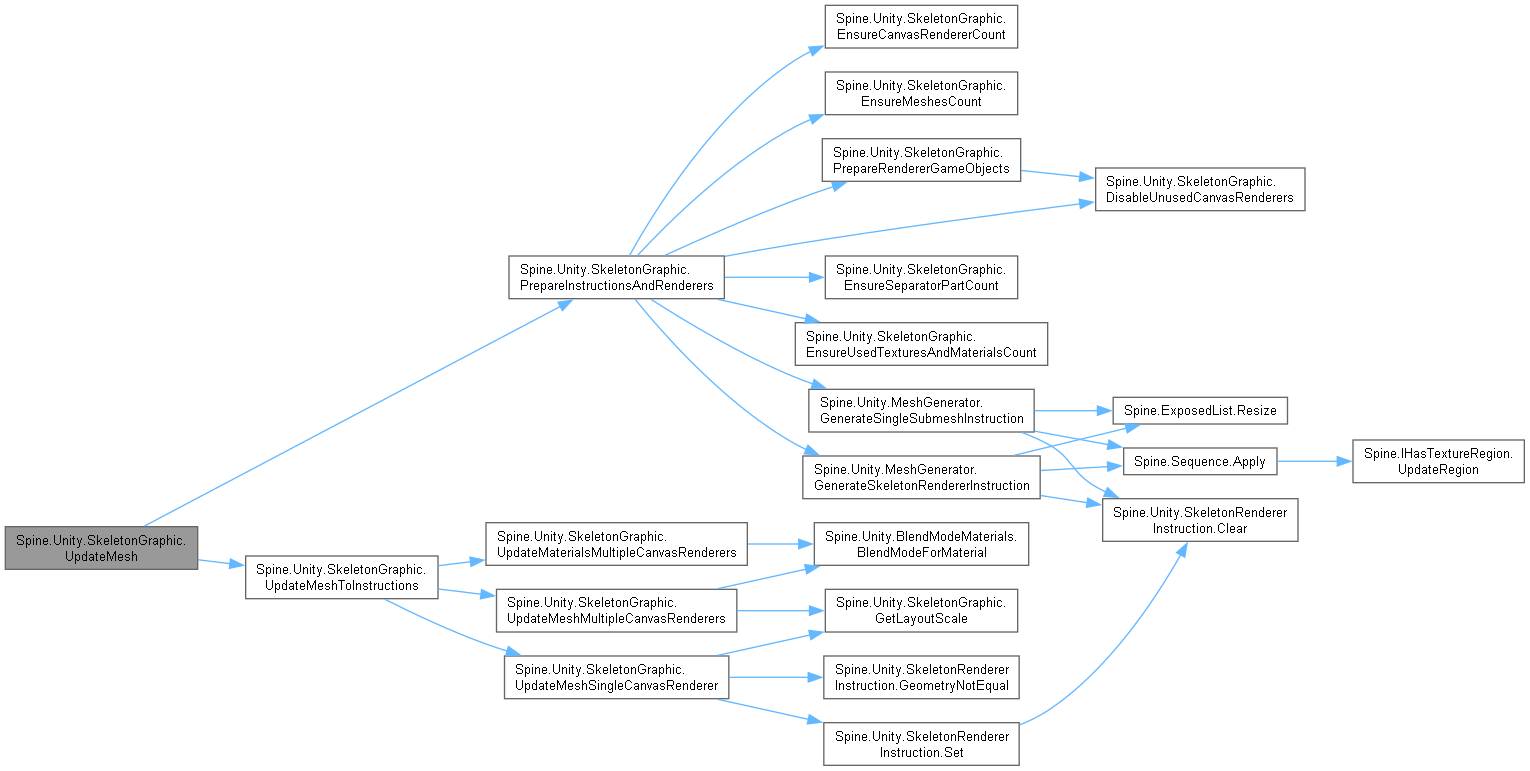 Spine.Unity.SkeletonGraphic.
EnsureCanvasRendererCount
Spine.Unity.SkeletonGraphic.
EnsureMeshesCount
Spine.Unity.SkeletonGraphic.
PrepareRendererGameObjects
Spine.Unity.SkeletonGraphic.
DisableUnusedCanvasRenderers
Spine.Unity.SkeletonGraphic.
PrepareInstructionsAndRenderers
Spine.Unity.SkeletonGraphic.
EnsureSeparatorPartCount
Spine.Unity.SkeletonGraphic.
EnsureUsedTexturesAndMaterialsCount
Spine.Unity.MeshGenerator.
GenerateSingleSubmeshInstruction
Spine.ExposedList.Resize
Spine.Unity.MeshGenerator.
GenerateSkeletonRendererInstruction
Spine.Sequence.Apply
Spine.IHasTextureRegion.
UpdateRegion
Spine.Unity.SkeletonRenderer
Instruction.Clear
Spine.Unity.SkeletonGraphic.
UpdateMesh
Spine.Unity.SkeletonGraphic.
UpdateMeshToInstructions
Spine.Unity.SkeletonGraphic.
UpdateMaterialsMultipleCanvasRenderers
Spine.Unity.BlendModeMaterials.
BlendModeForMaterial
Spine.Unity.SkeletonGraphic.
UpdateMeshMultipleCanvasRenderers
Spine.Unity.SkeletonGraphic.
GetLayoutScale
Spine.Unity.SkeletonGraphic.
UpdateMeshSingleCanvasRenderer
Spine.Unity.SkeletonRenderer
Instruction.GeometryNotEqual
Spine.Unity.SkeletonRenderer
Instruction.Set